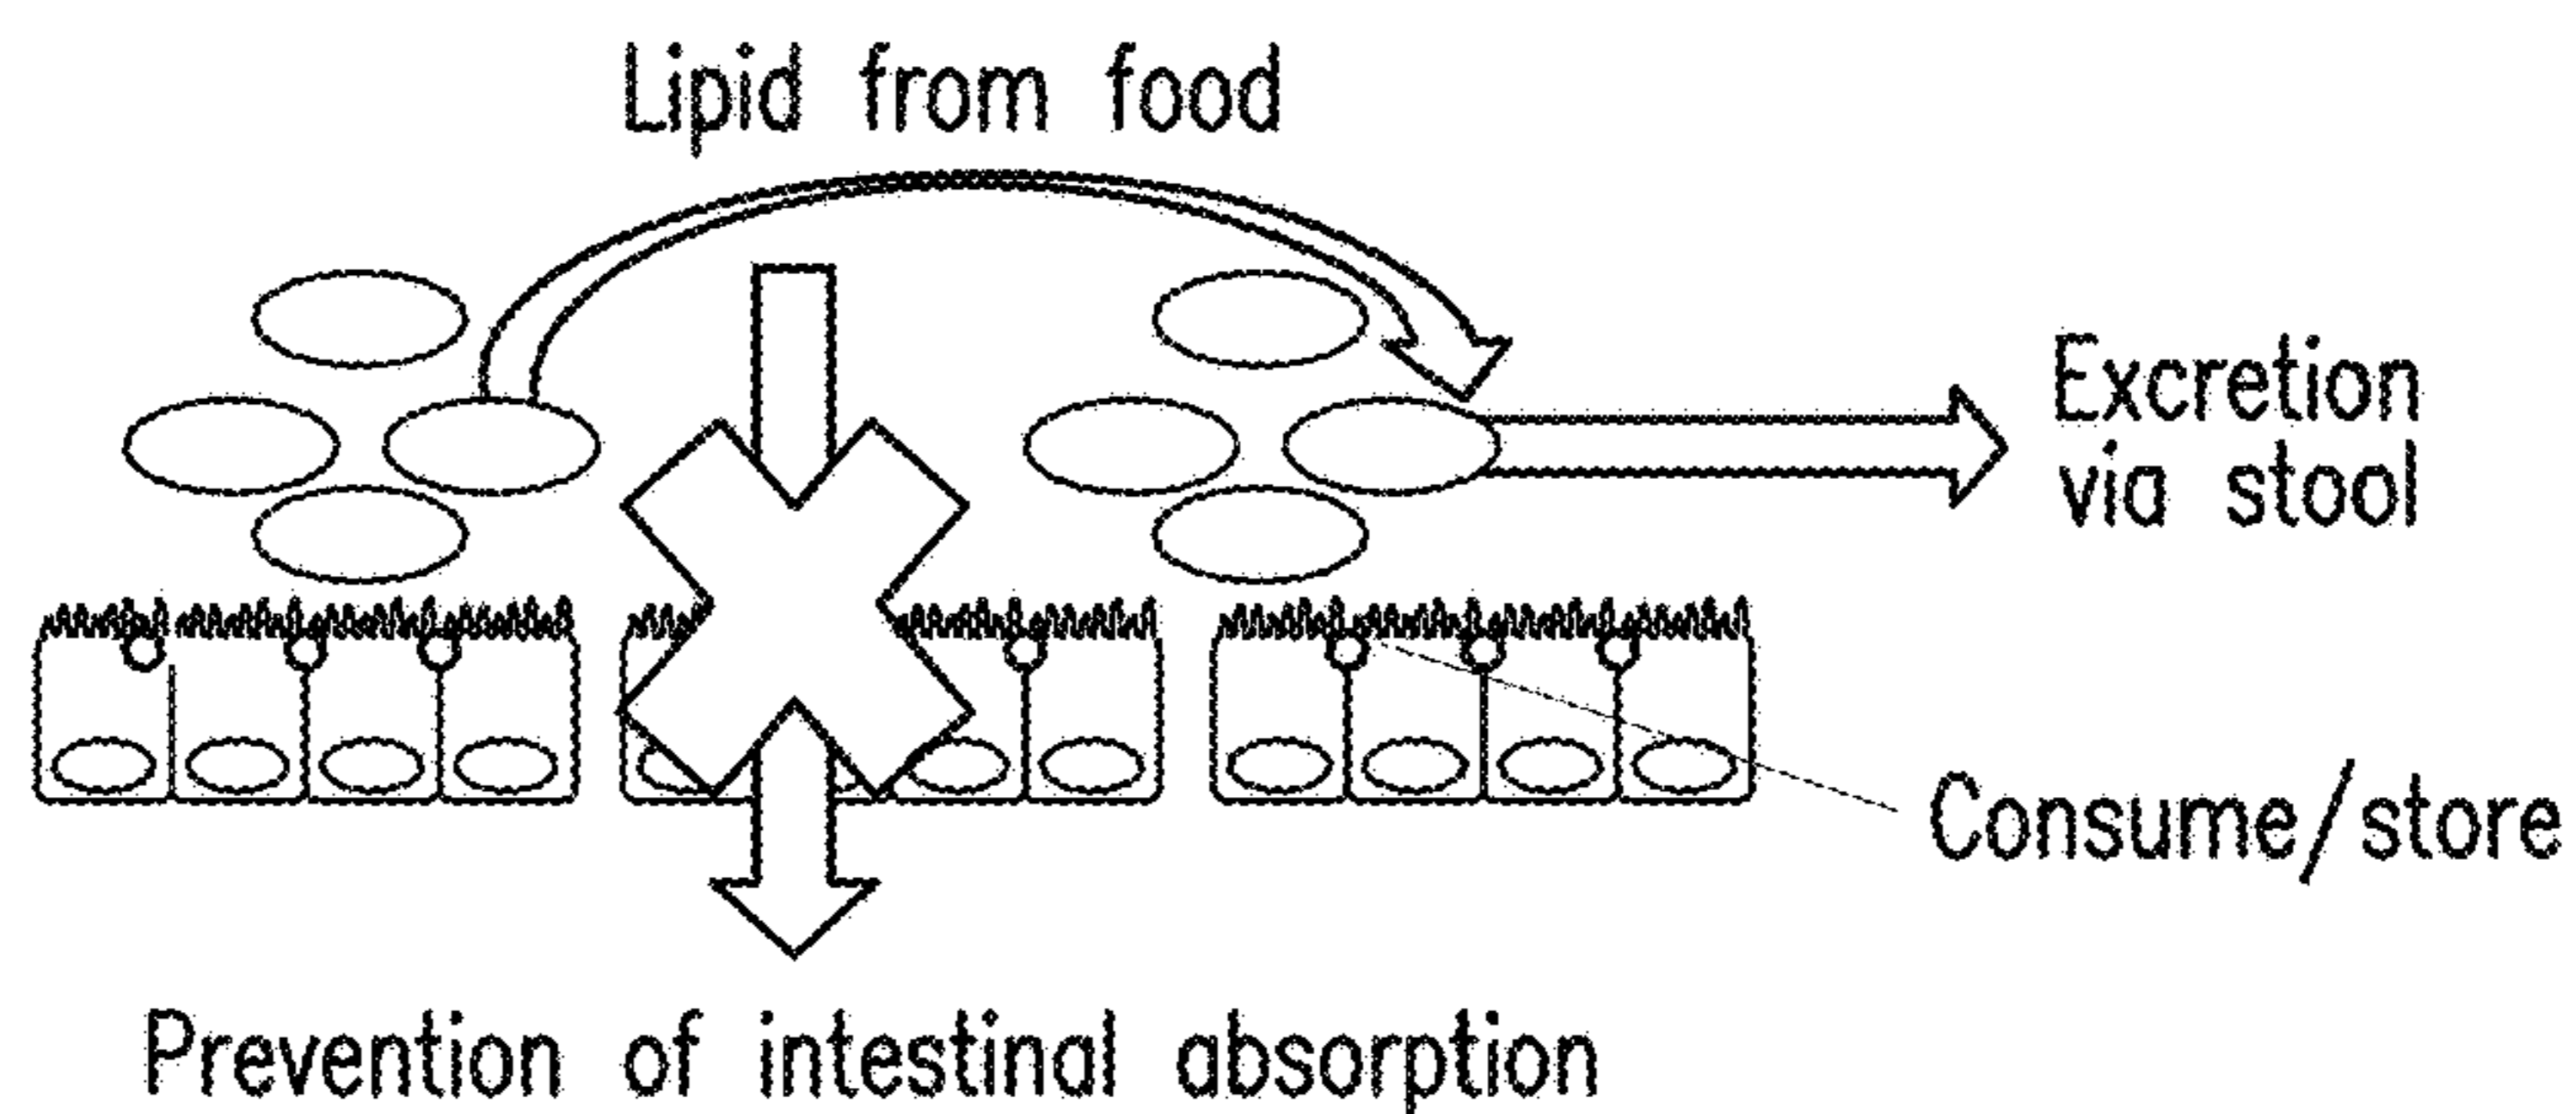 Lipid from food
Excretion
via stool
Consume/store
Prevention of intestinal absorption